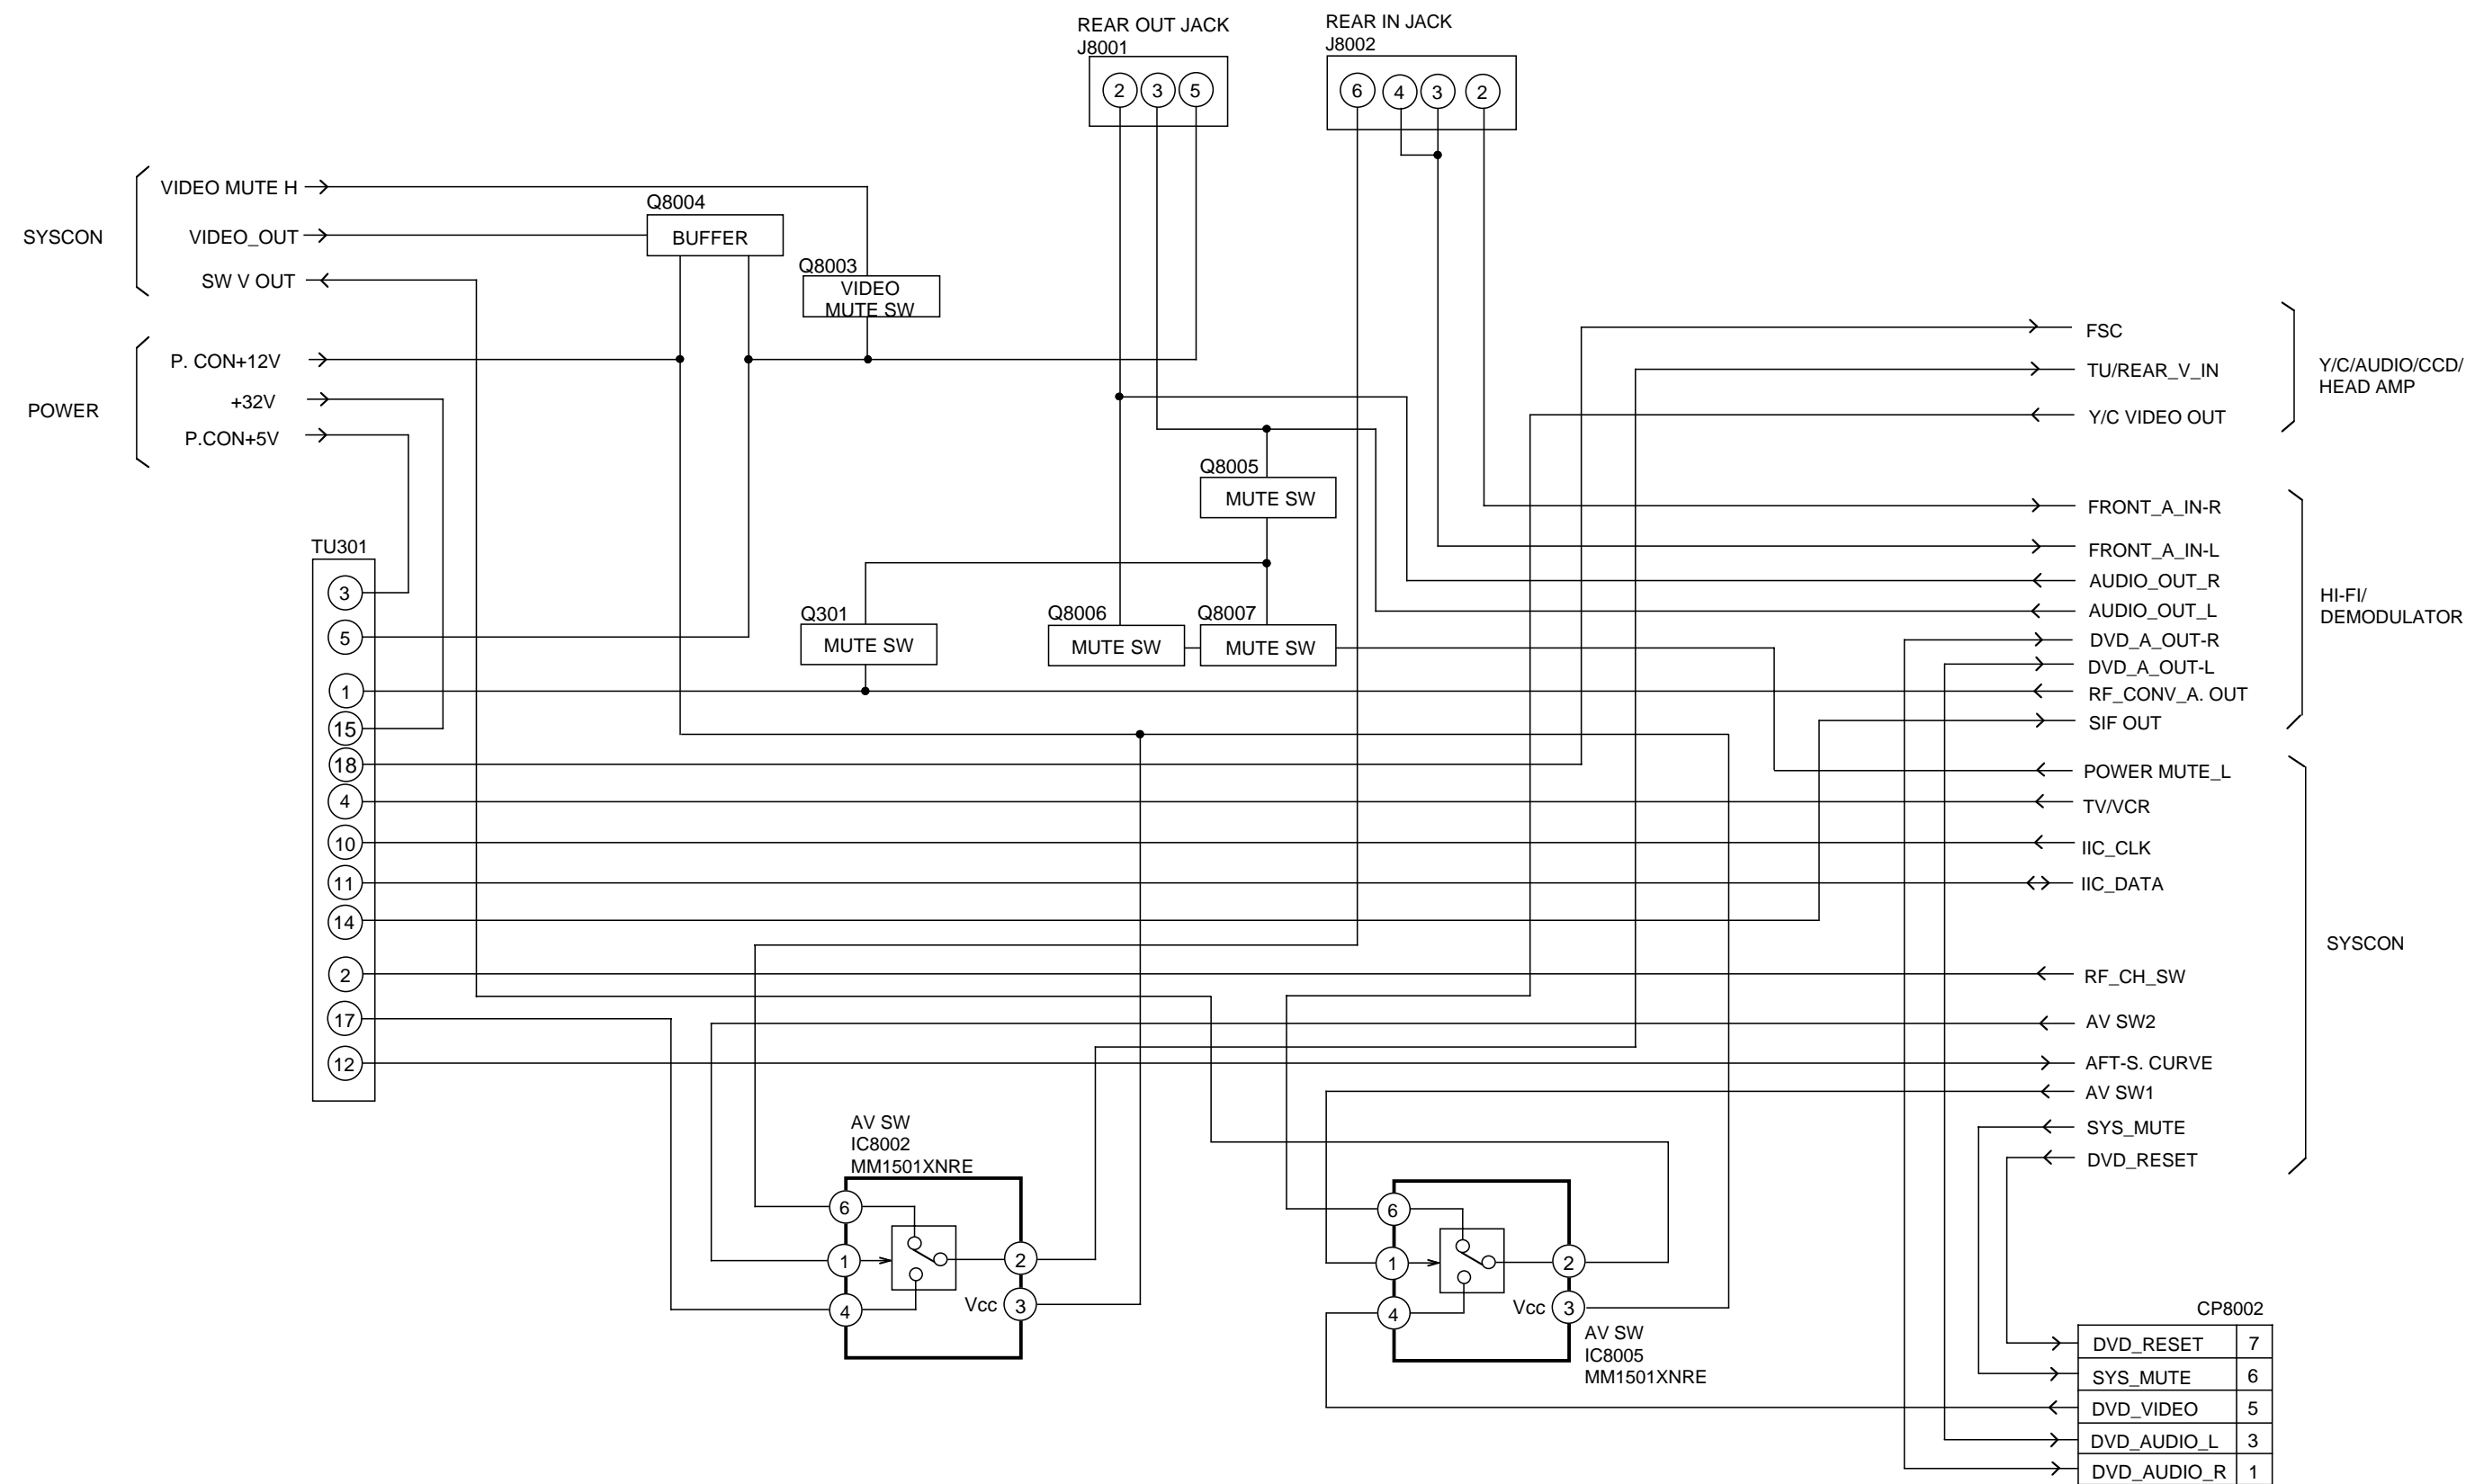 REAR OUT JACK
J8001
2 3 5
REAR IN JACK
J8002
6 4 3 2
SYSCON
VIDEO MUTE H
VIDEO_OUT
SW V OUT
Q8004
BUFFER
Q8003
VIDEO
MUTE SW
POWER
P. CON+12V
+32V
P.CON+5V
Q8005
MUTE SW
Q301
MUTE SW
Q8006
MUTE SW
Q8007
MUTE SW
TU301
3
5
1
15
18
4
10
11
14
2
17
12
FSC
TU/REAR_V_IN
Y/C VIDEO OUT
Y/C/AUDIO/CCD/
HEAD AMP
FRONT_A_IN-R
FRONT_A_IN-L
AUDIO_OUT_R
AUDIO_OUT_L
DVD_A_OUT-R
DVD_A_OUT-L
RF_CONV_A. OUT
SIF OUT
HI-FI/
DEMODULATOR
POWER MUTE_L
TV/VCR
IIC_CLK
IIC_DATA
RF_CH_SW
AV SW2
AFT-S. CURVE
AV SW1
SYS_MUTE
DVD_RESET
SYSCON
AV SW
IC8002
MM1501XNRE
6
1
4
2
Vcc 3
6
1
4
2
Vcc 3
AV SW
IC8005
MM1501XNRE
CP8002
DVD_RESET 7
SYS_MUTE 6
DVD_VIDEO 5
DVD_AUDIO_L 3
DVD_AUDIO_R 1